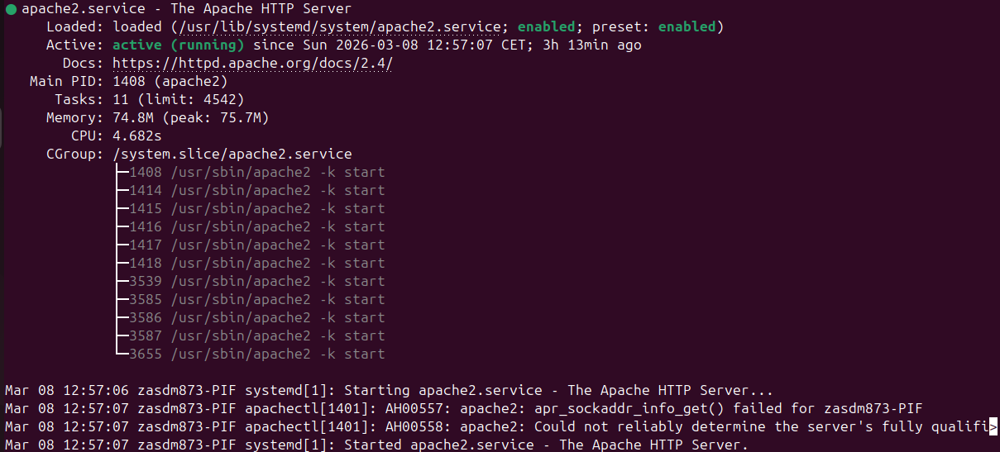 ● apache2.service - The Apache HTTP Server
     Loaded: loaded (/usr/lib/systemd/system/apache2.service; enabled; preset: enabled)
     Active: active (running) since Sun 2026-03-08 12:57:07 CET; 3h 13min ago
       Docs: https://httpd.apache.org/docs/2.4/
   Main PID: 1408 (apache2)
      Tasks: 11 (limit: 4542)
     Memory: 74.8M (peak: 75.7M)
        CPU: 4.682s
     CGroup: /system.slice/apache2.service
             ├─1408 /usr/sbin/apache2 -k start
             ├─1414 /usr/sbin/apache2 -k start
             ├─1415 /usr/sbin/apache2 -k start
             ├─1416 /usr/sbin/apache2 -k start
             ├─1417 /usr/sbin/apache2 -k start
             ├─1418 /usr/sbin/apache2 -k start
             ├─3539 /usr/sbin/apache2 -k start
             ├─3585 /usr/sbin/apache2 -k start
             ├─3586 /usr/sbin/apache2 -k start
             ├─3587 /usr/sbin/apache2 -k start
             └─3655 /usr/sbin/apache2 -k start

Mar 08 12:57:06 zasdm873-PIF systemd[1]: Starting apache2.service - The Apache HTTP Server...
Mar 08 12:57:07 zasdm873-PIF apachectl[1401]: AH00557: apache2: apr_sockaddr_info_get() failed for zasdm873-PIF
Mar 08 12:57:07 zasdm873-PIF apachectl[1401]: AH00558: apache2: Could not reliably determine the server's fully qualifi>
Mar 08 12:57:07 zasdm873-PIF systemd[1]: Started apache2.service - The Apache HTTP Server.